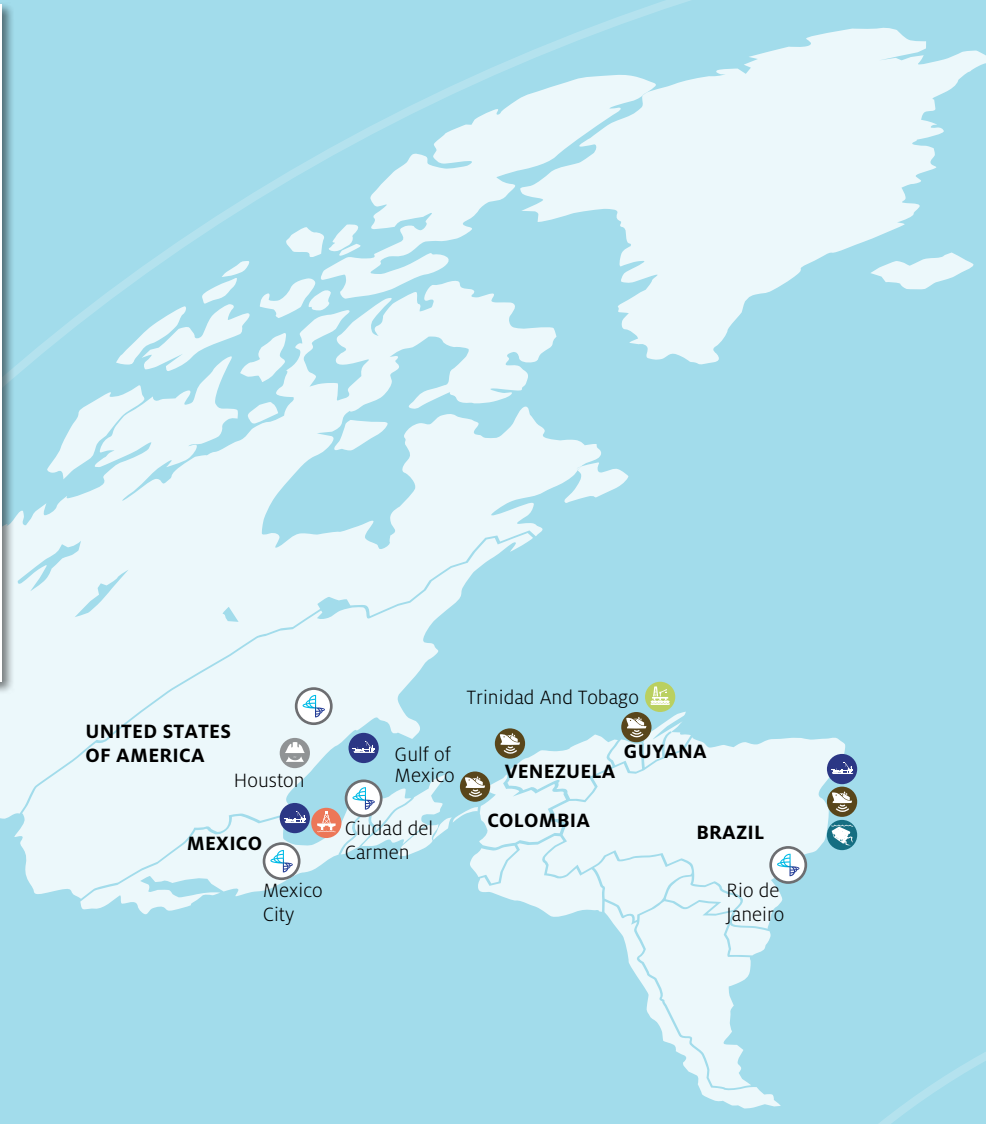 Trinidad And Tobago
UNITED STATES
OF AMERICA
Gulf of
Mexico
GUYANA
VENEZUELA
Houston
COLOMBIA
Ciudad del
Carmen
BRAZIL
MEXICO
Mexico
City
Rio de
Janeiro